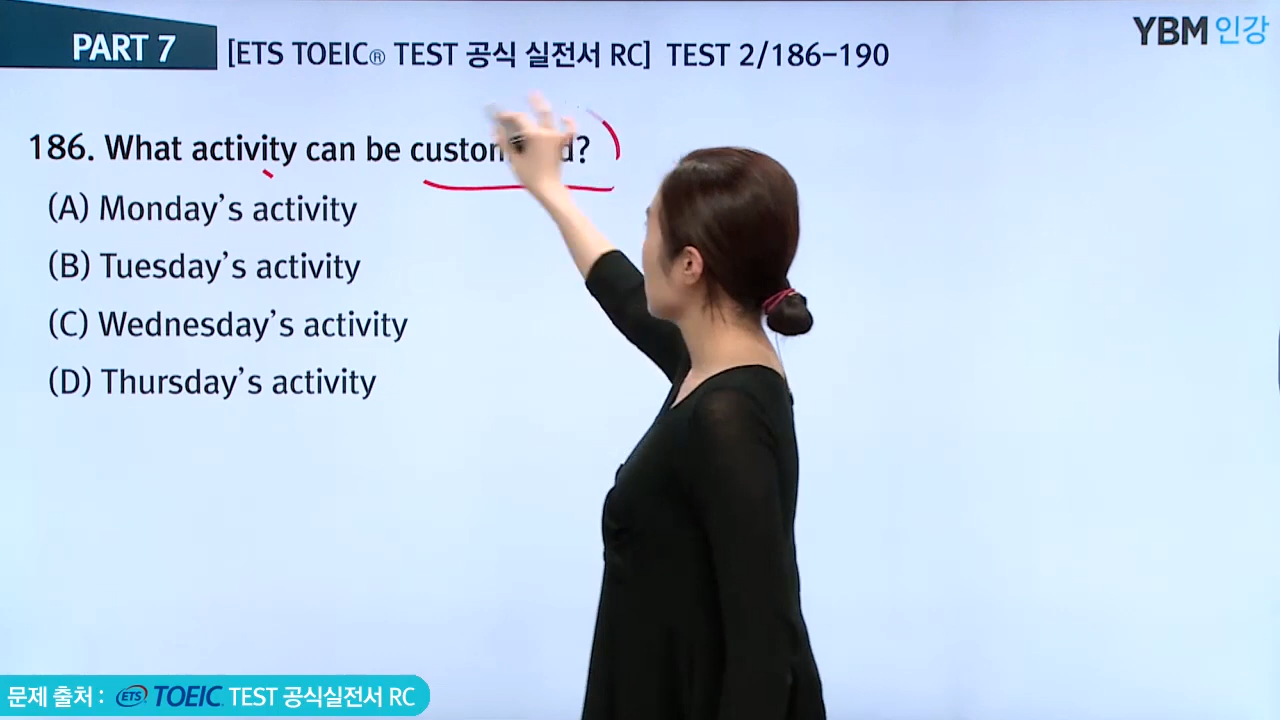 PART 7
[ETS TOEIC® TEST 공식 실전서 RC] TEST 2/186-190
YBM 인강
186. What activity can be
(A) Monday's activity
(B) Tuesday's activity
(C) Wednesday's activity
(D) Thursday's activity
문제 출처 : ETS TOEIC TEST 공식실전서 RC